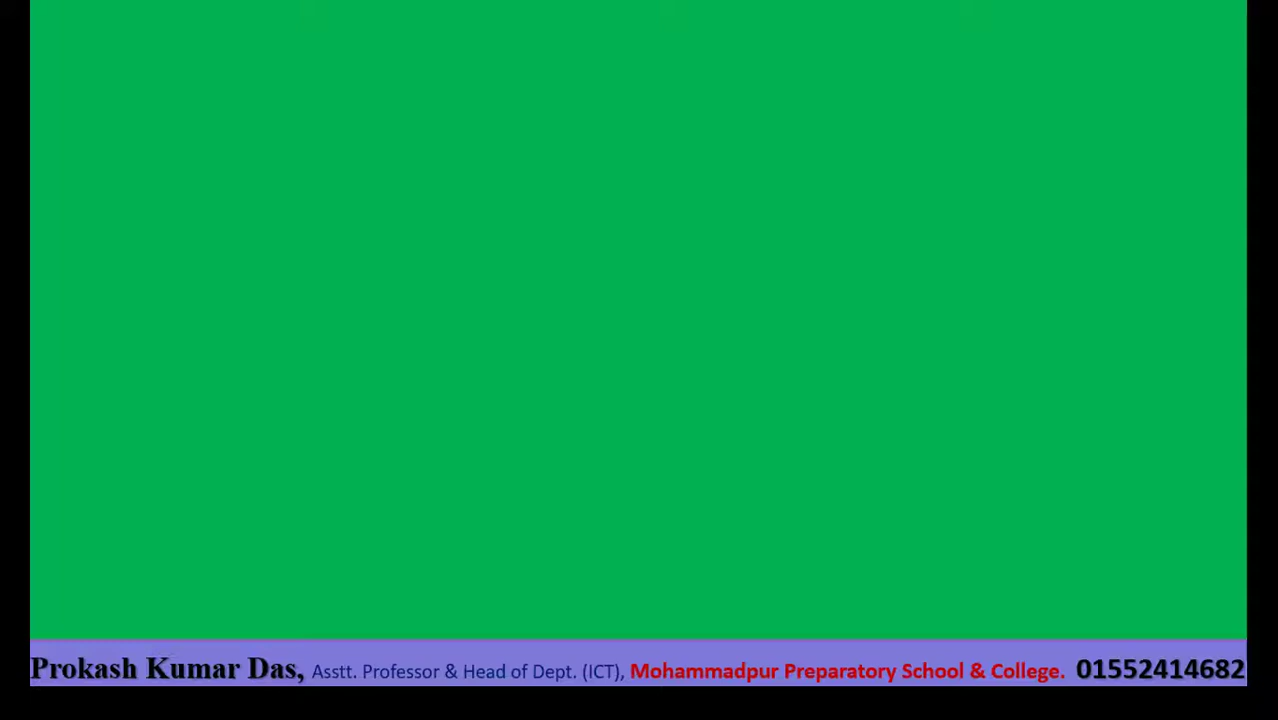 Prokash Kumar Das, Asstt. Professor & Head of Dept. (ICT), Mohammadpur Preparatory School & College. 01552414682